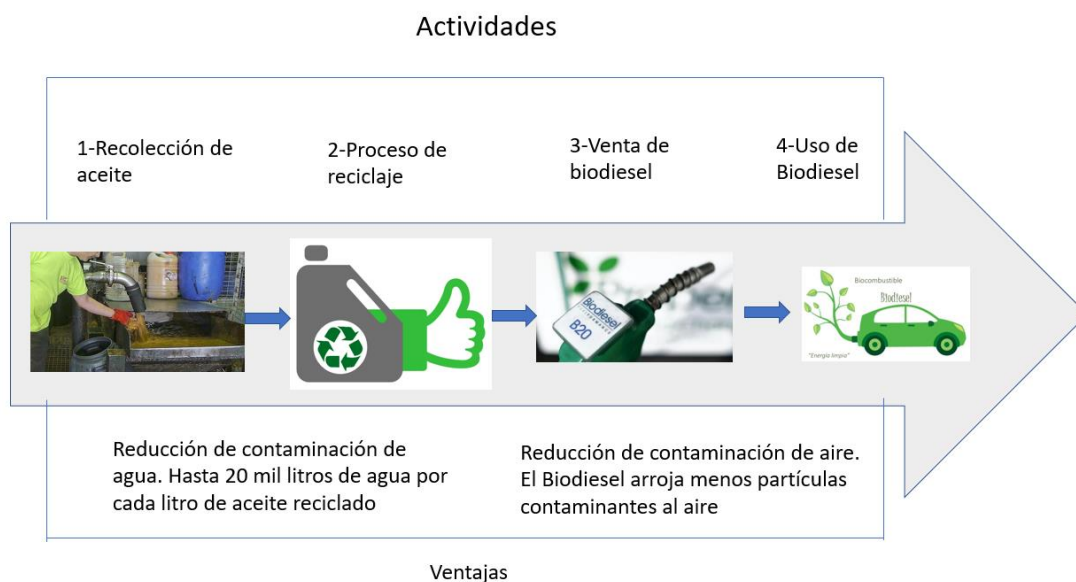 Actividades
1-Recolección de
aceite
2-Proceso de
reciclaje
3-Venta de
biodiesel
4-Uso de
Biodiesel
Biodiesel
B20
Biocombustible
Biodiesel
"Energía limpia"
Reducción de contaminación de
agua. Hasta 20 mil litros de agua por
cada litro de aceite reciclado
Reducción de contaminación de aire.
El Biodiesel arroja menos partículas
contaminantes al aire
Ventajas